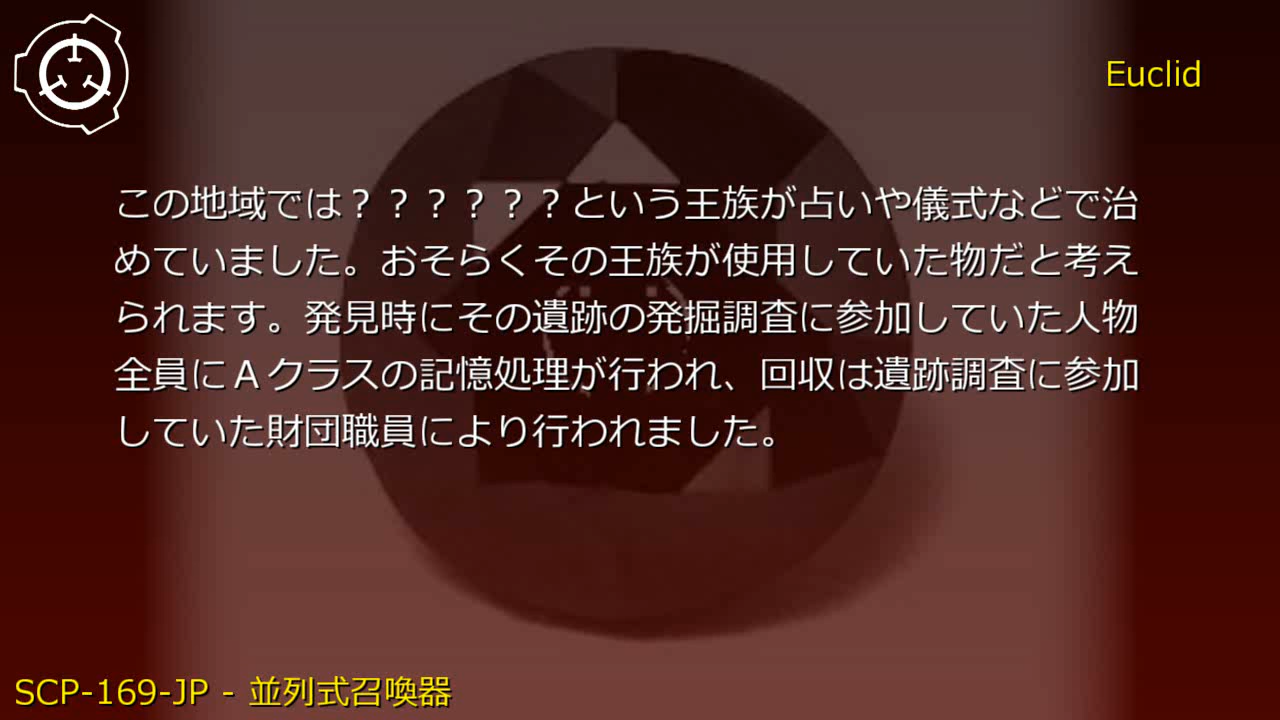 Euclid
この地域では？？？？？？という王族が占いや儀式などで治
めていました。おそらくその王族が使用していた物だと考え
られます。発見時にその遺跡の発掘調査に参加していた人物
全員にＡクラスの記憶処理が行われ、回収は遺跡調査に参加
していた財団職員により行われました。
SCP-169-JP - 並列式召喚器